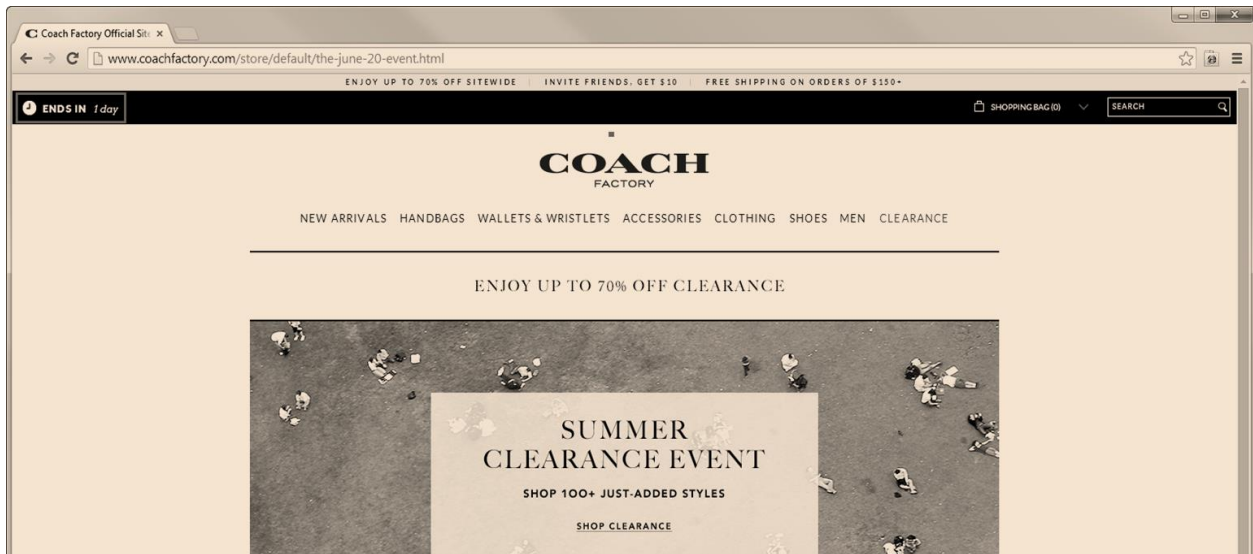 Coach Factory Official Site
www.coachfactory.com/store/default/the-june-20-event.html
ENJOY UP TO 70% OFF SITEWIDE | INVITE FRIENDS, GET $10 | FREE SHIPPING ON ORDERS OF $150+
ENDS IN 1 day
SHOPPING BAG (0)
SEARCH
COACH
FACTORY
NEW ARRIVALS HANDBAGS WALLETS & WRISTLETS ACCESSORIES CLOTHING SHOES MEN CLEARANCE
ENJOY UP TO 70% OFF CLEARANCE
SUMMER
CLEARANCE EVENT
SHOP 100+ JUST-ADDED STYLES
SHOP CLEARANCE